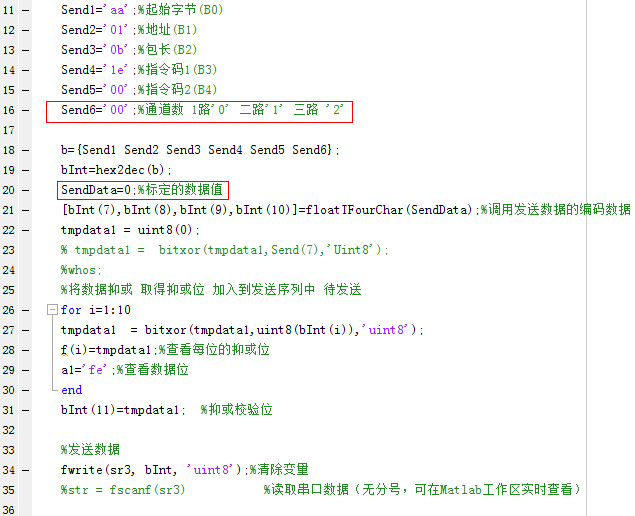 11 Send1='aa';%起始字节(B0)
12 Send2='01';%地址(B1)
13 Send3='0b';%包长(B2)
14 Send4='1e';%指令码1(B3)
15 Send5='00';%指令码2(B4)
16 Send6='00';%通道数 1路'0' 二路'1' 三路 '2'
17
18 b={Send1 Send2 Send3 Send4 Send5 Send6};
19 bInt=hex2dec(b);
20 SendData=0;%标定的数据值
21 [bInt(7),bInt(8),bInt(9),bInt(10)]=floatTFourChar(SendData);%调用发送数据的编码数据
22 tmpdata1 = uint8(0);
23 % tmpdata1 = bitxor(tmpdata1,Send(7),'Uint8');
24 %whos;
25 %将数据抑或 取得抑或位 加入到发送序列中 待发送
26 for i=1:10
27 tmpdata1 = bitxor(tmpdata1,uint8(bInt(i)),'uint8');
28 f(i)=tmpdata1;%查看每位的抑或位
29 a1='fe';%查看数据位
30 end
31 bInt(11)=tmpdata1; %抑或校验位
32
33 %发送数据
34 fwrite(sr3, bInt, 'uint8');%清除变量
35 %str = fscanf(sr3) %读取串口数据（无分号，可在Matlab工作区实时查看）
36